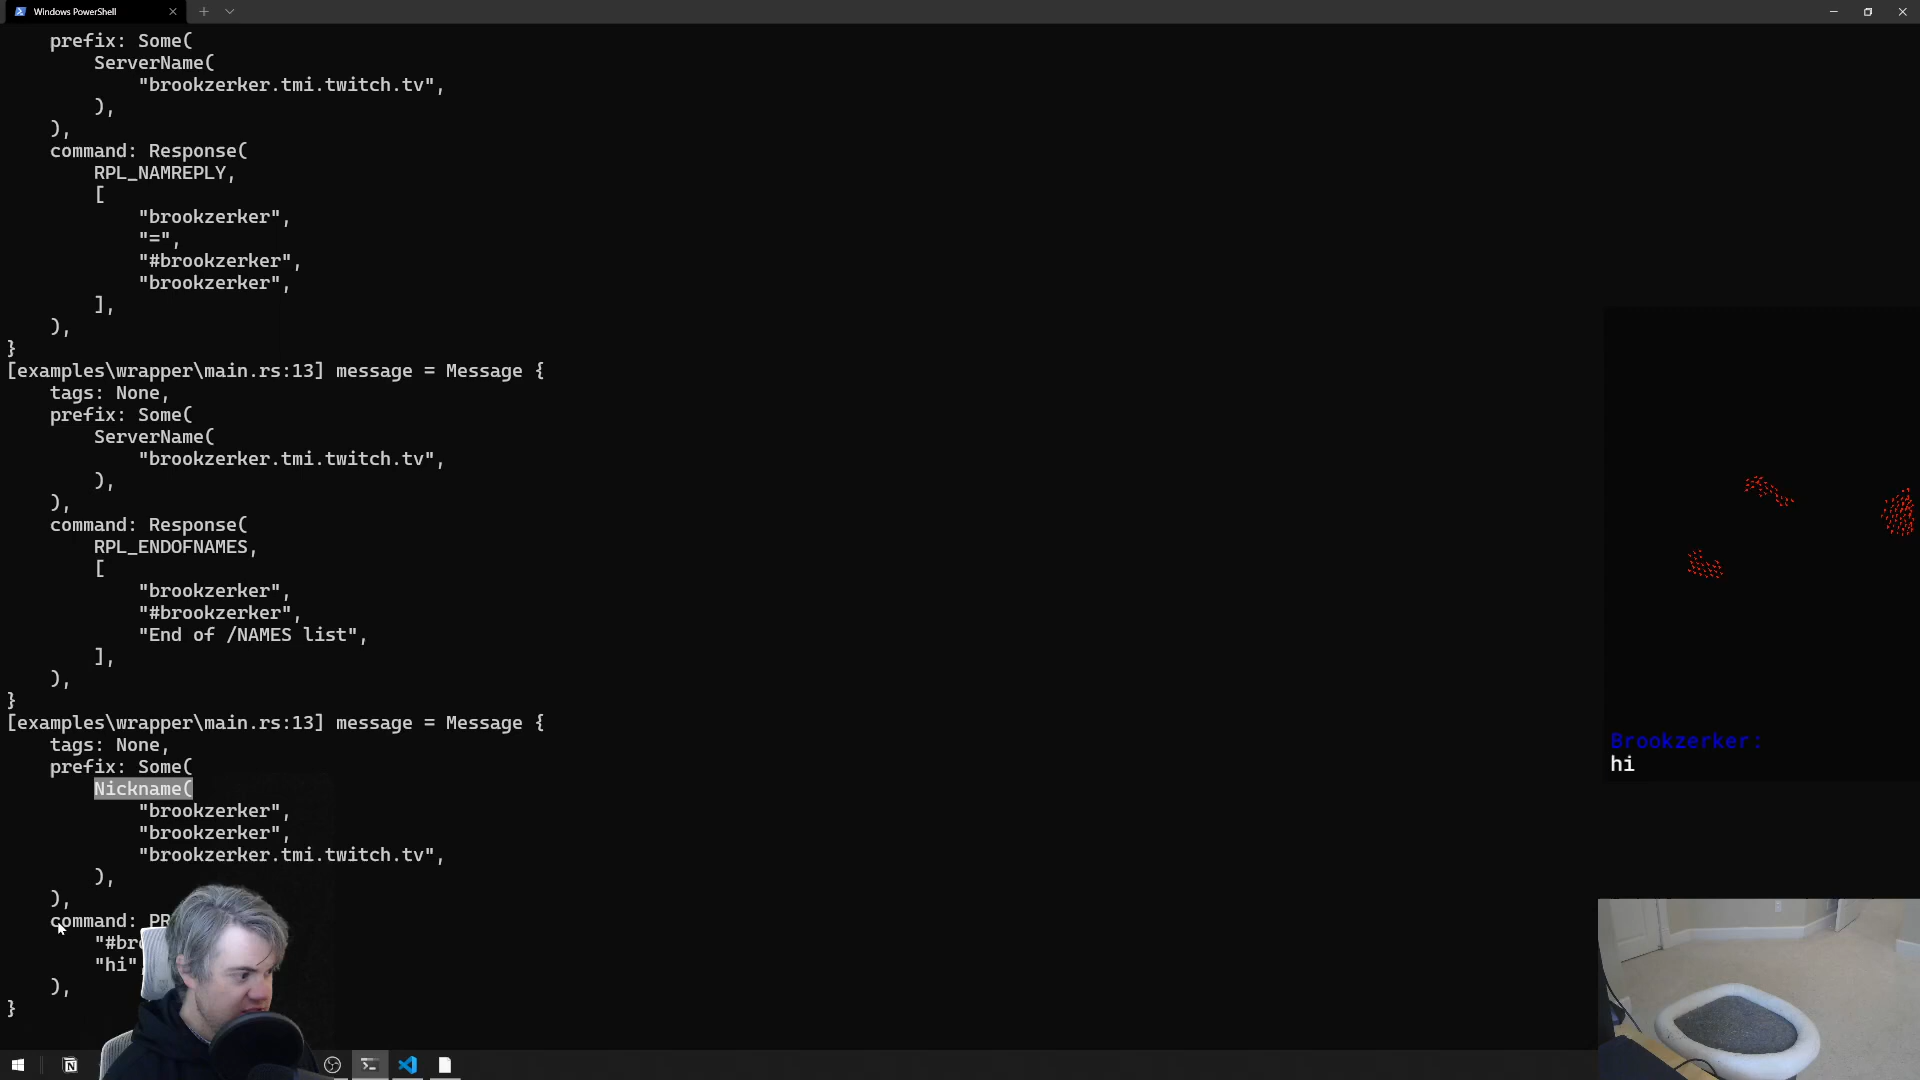 Windows PowerShell
prefix: Some(
ServerName(
"brookzerker.tmi.twitch.tv",
),
),
command: Response(
RPL_NAMREPLY,
[
"brookzerker",
"=",
"#brookzerker",
"brookzerker",
],
),
}
[examples\wrapper\main.rs:13] message = Message {
tags: None,
prefix: Some(
ServerName(
"brookzerker.tmi.twitch.tv",
),
),
command: Response(
RPL_ENDOFNAMES,
[
"brookzerker",
"#brookzerker",
"End of /NAMES list",
],
),
}
[examples\wrapper\main.rs:13] message = Message {
tags: None,
prefix: Some(
Nickname(
"brookzerker",
"brookzerker",
"brookzerker.tmi.twitch.tv",
),
),
command: PR
"#bro
"hi",
),
}
Brookzerker:
hi